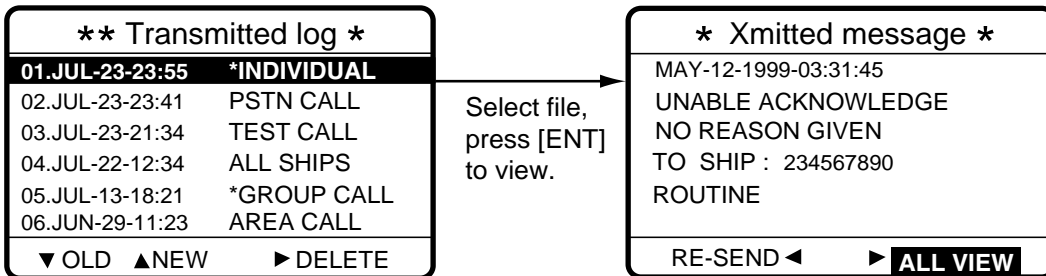 ** Transmitted log *
01.JUL-23-23:55 *INDIVIDUAL
02.JUL-23-23:41 PSTN CALL
03.JUL-23-21:34 TEST CALL
04.JUL-22-12:34 ALL SHIPS
05.JUL-13-18:21 *GROUP CALL
06.JUN-29-11:23 AREA CALL
▼ OLD ▲NEW ►DELETE
Select file,
press [ENT]
to view.
* Xmitted message *
MAY-12-1999-03:31:45
UNABLE ACKNOWLEDGE
NO REASON GIVEN
TO SHIP : 234567890
ROUTINE
RE-SEND◄ ► ALL VIEW